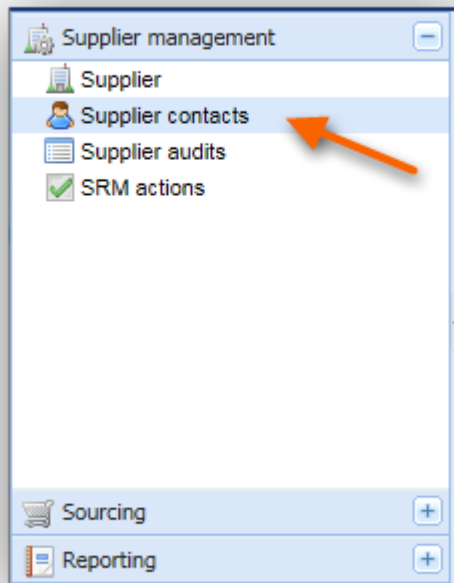 Supplier management
Supplier
Supplier contacts
Supplier audits
SRM actions
Sourcing
Reporting